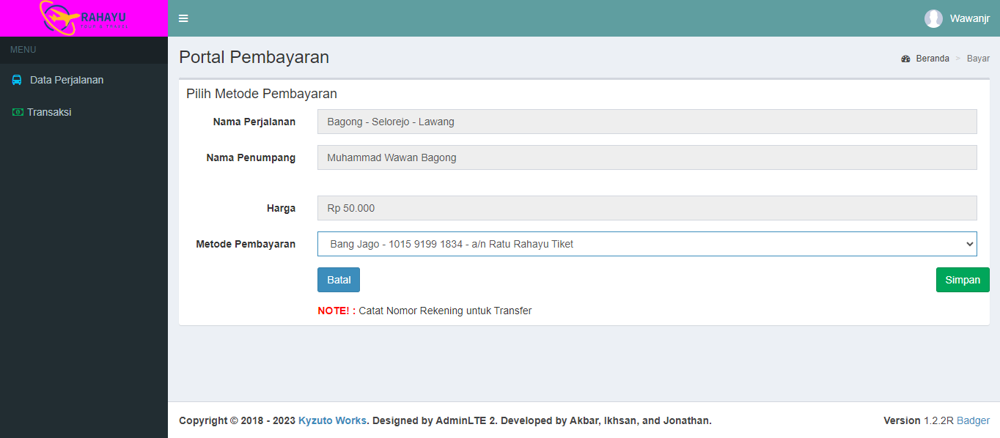 RAHAYU
TOUR & TRAVEL
Wawanjr
MENU
Data Perjalanan
Transaksi
Portal Pembayaran
Beranda > Bayar
Pilih Metode Pembayaran
Nama Perjalanan Bagong - Selorejo - Lawang
Nama Penumpang Muhammad Wawan Bagong
Harga Rp 50.000
Metode Pembayaran Bang Jago - 1015 9199 1834 - a/n Ratu Rahayu Tiket
Batal Simpan
NOTE! : Catat Nomor Rekening untuk Transfer
Copyright © 2018 - 2023 Kyzuto Works. Designed by AdminLTE 2. Developed by Akbar, Ikhsan, and Jonathan. Version 1.2.2R Badger